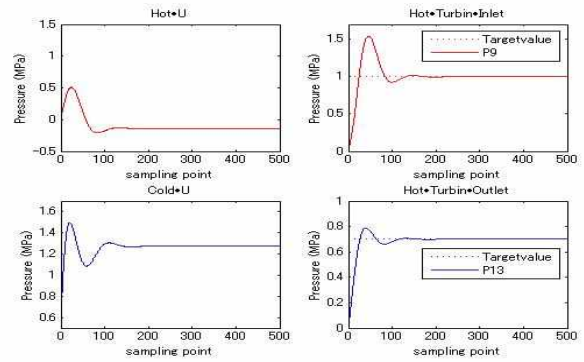 Hot•U
Pressure (MPa)
1.5
1
0.5
0
-0.5
0 100 200 300 400 500
sampling point
Hot•Turbin•Inlet
Pressure (MPa)
1.5
1
0.5
0
Targetvalue
P9
0 100 200 300 400 500
sampling point
Cold•U
Pressure (MPa)
1.6
1.4
1.2
1
0.8
0.6
0 100 200 300 400 500
sampling point
Hot•Turbin•Outlet
Pressure (MPa)
0.8
0.6
0.4
0.2
0
Targetvalue
P13
0 100 200 300 400 500
sampling point